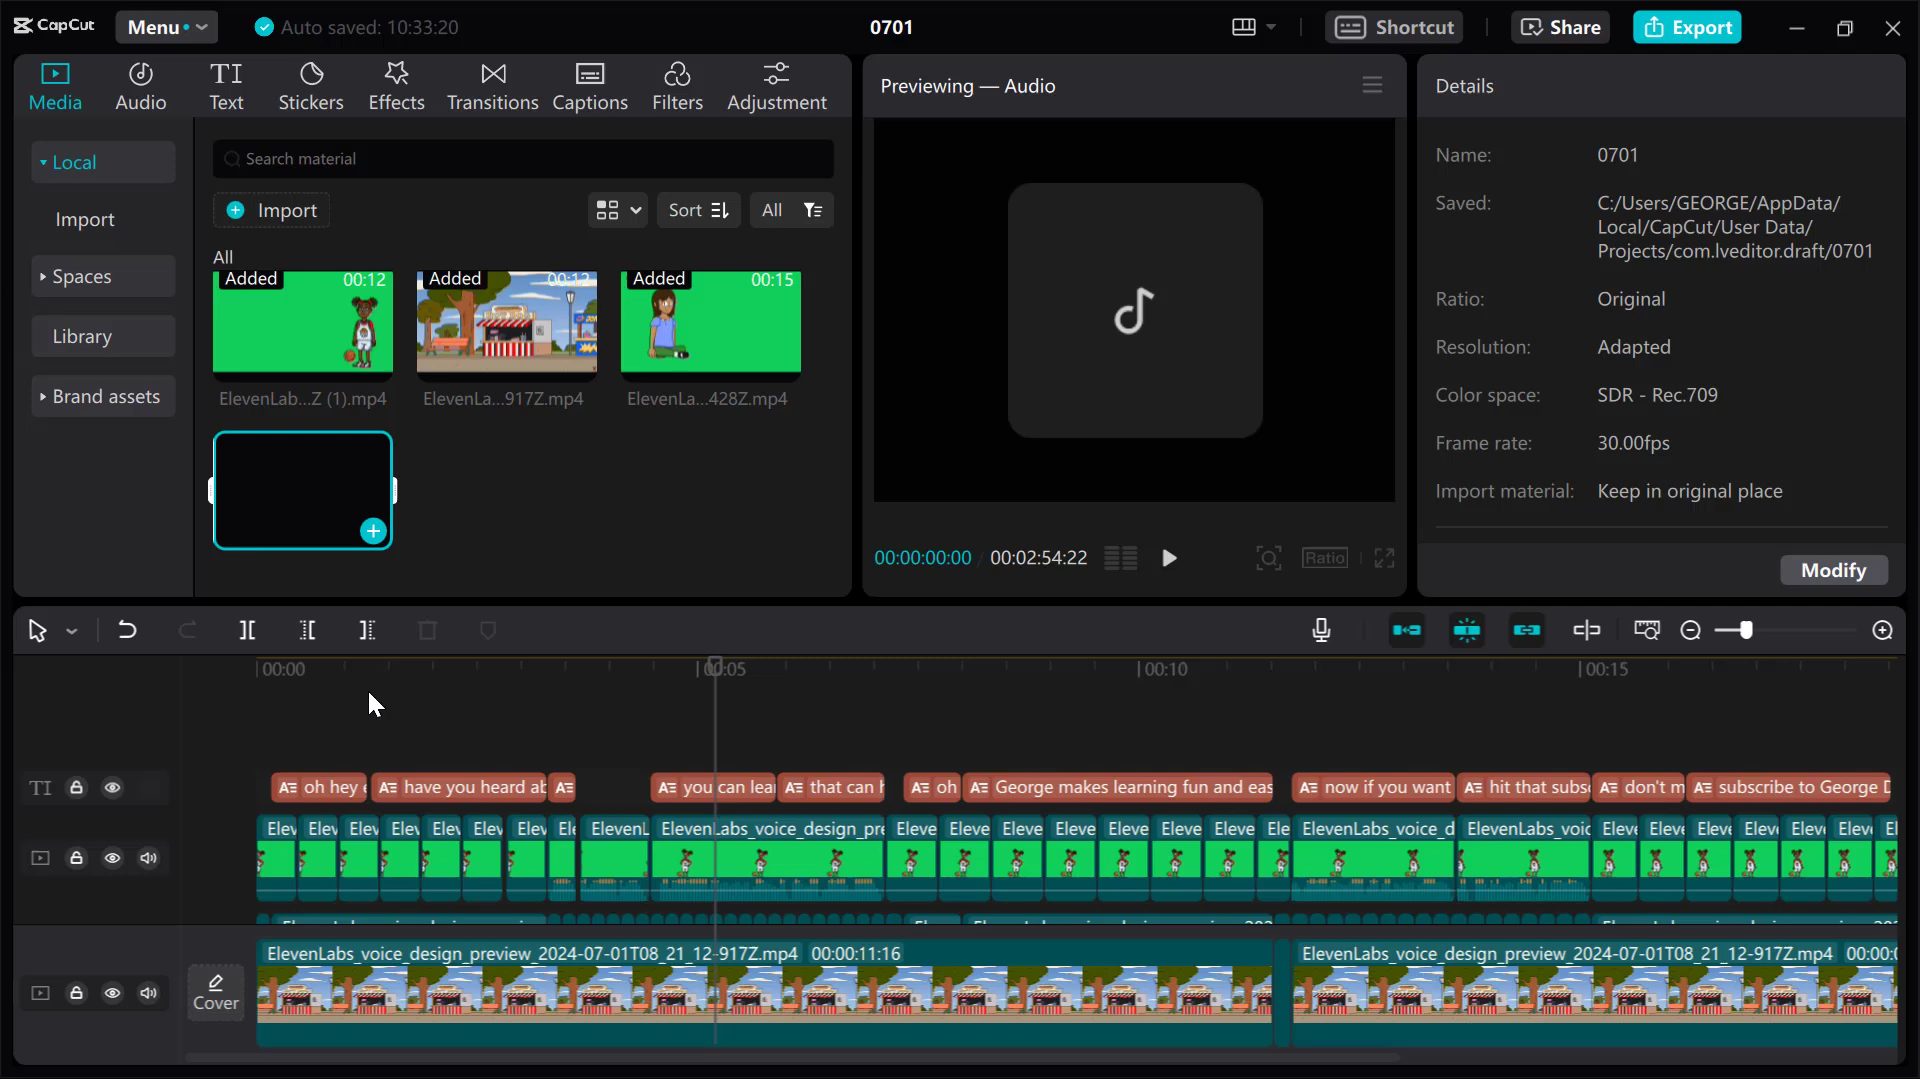 CapCut
Menu
Auto saved: 10:33:20
0701
Shortcut
Share
Export
Media
Audio
Text
Stickers
Effects
Transitions
Captions
Filters
Adjustment
Local
Import
Spaces
Library
Brand assets
Search material
Import
Sort
All
All
Added 00:12
Added 00:12
Added 00:15
ElevenLab...Z (1).mp4
ElevenLa...917Z.mp4
ElevenLa...428Z.mp4
Previewing — Audio
00:00:00:00 / 00:02:54:22
Ratio
Details
Name: 0701
Saved: C:/Users/GEORGE/AppData/
Local/CapCut/User Data/
Projects/com.lveditor.draft/0701
Ratio: Original
Resolution: Adapted
Color space: SDR - Rec.709
Frame rate: 30.00fps
Import material: Keep in original place
Modify
00:00 00:05 00:10 00:15
TI
oh hey have you heard ab you can lea that can h oh George makes learning fun and eas now if you want hit that subs don't m subscribe to George D
Elev Elev Elev Elev Elev Elev Elev Ele ElevenL ElevenLabs_voice_design_pre Eleve Eleve Eleve Eleve Eleve Eleve Eleve Ele ElevenLabs_voice_d ElevenLabs_voic Eleve Eleve Eleve Eleve Eleve Eleve El
ElevenLabs_voice_design_preview_2024-07-01T08_21_12-917Z.mp4 00:00:11:16 ElevenLabs_voice_design_preview_2024-07-01T08_21_12-917Z.mp4 00:00:
Cover